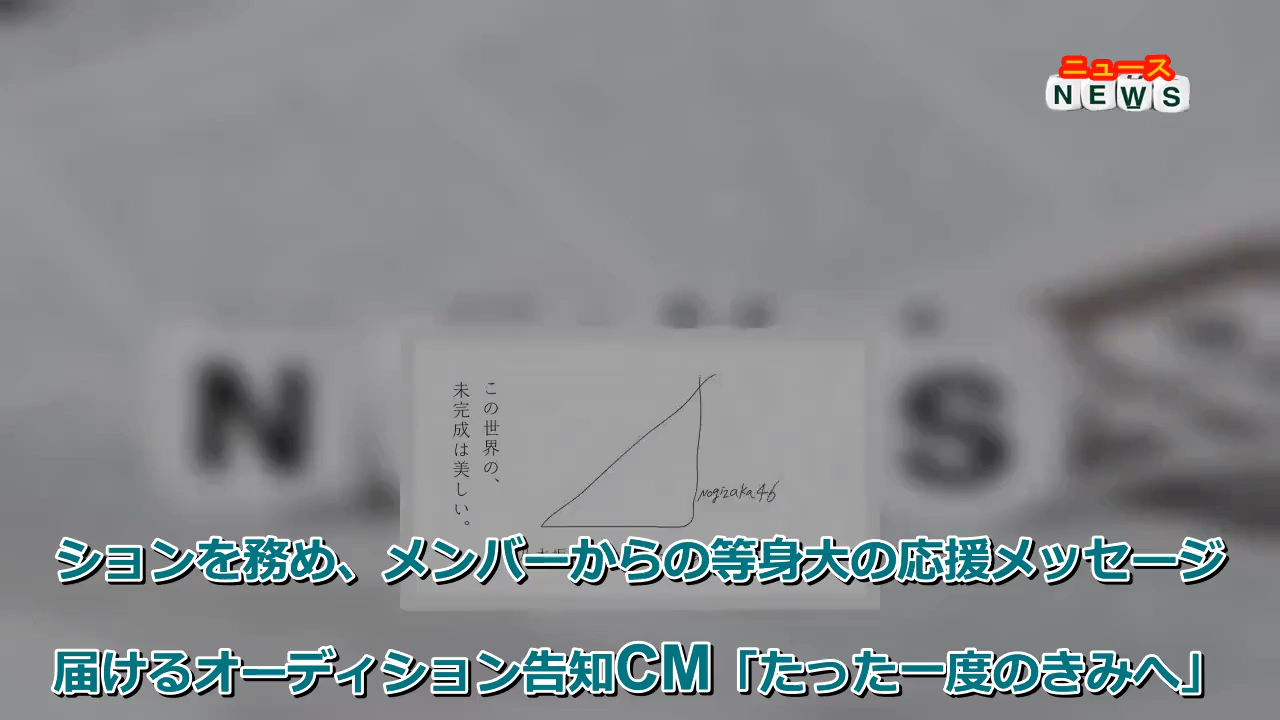 ニュース
NEWS
N
S
この世界の、
未完成は美しい。
Nogizaka46
ションを務め、メンバーからの等身大の応援メッセージ
届けるオーディション告知CM「たった一度のきみへ」